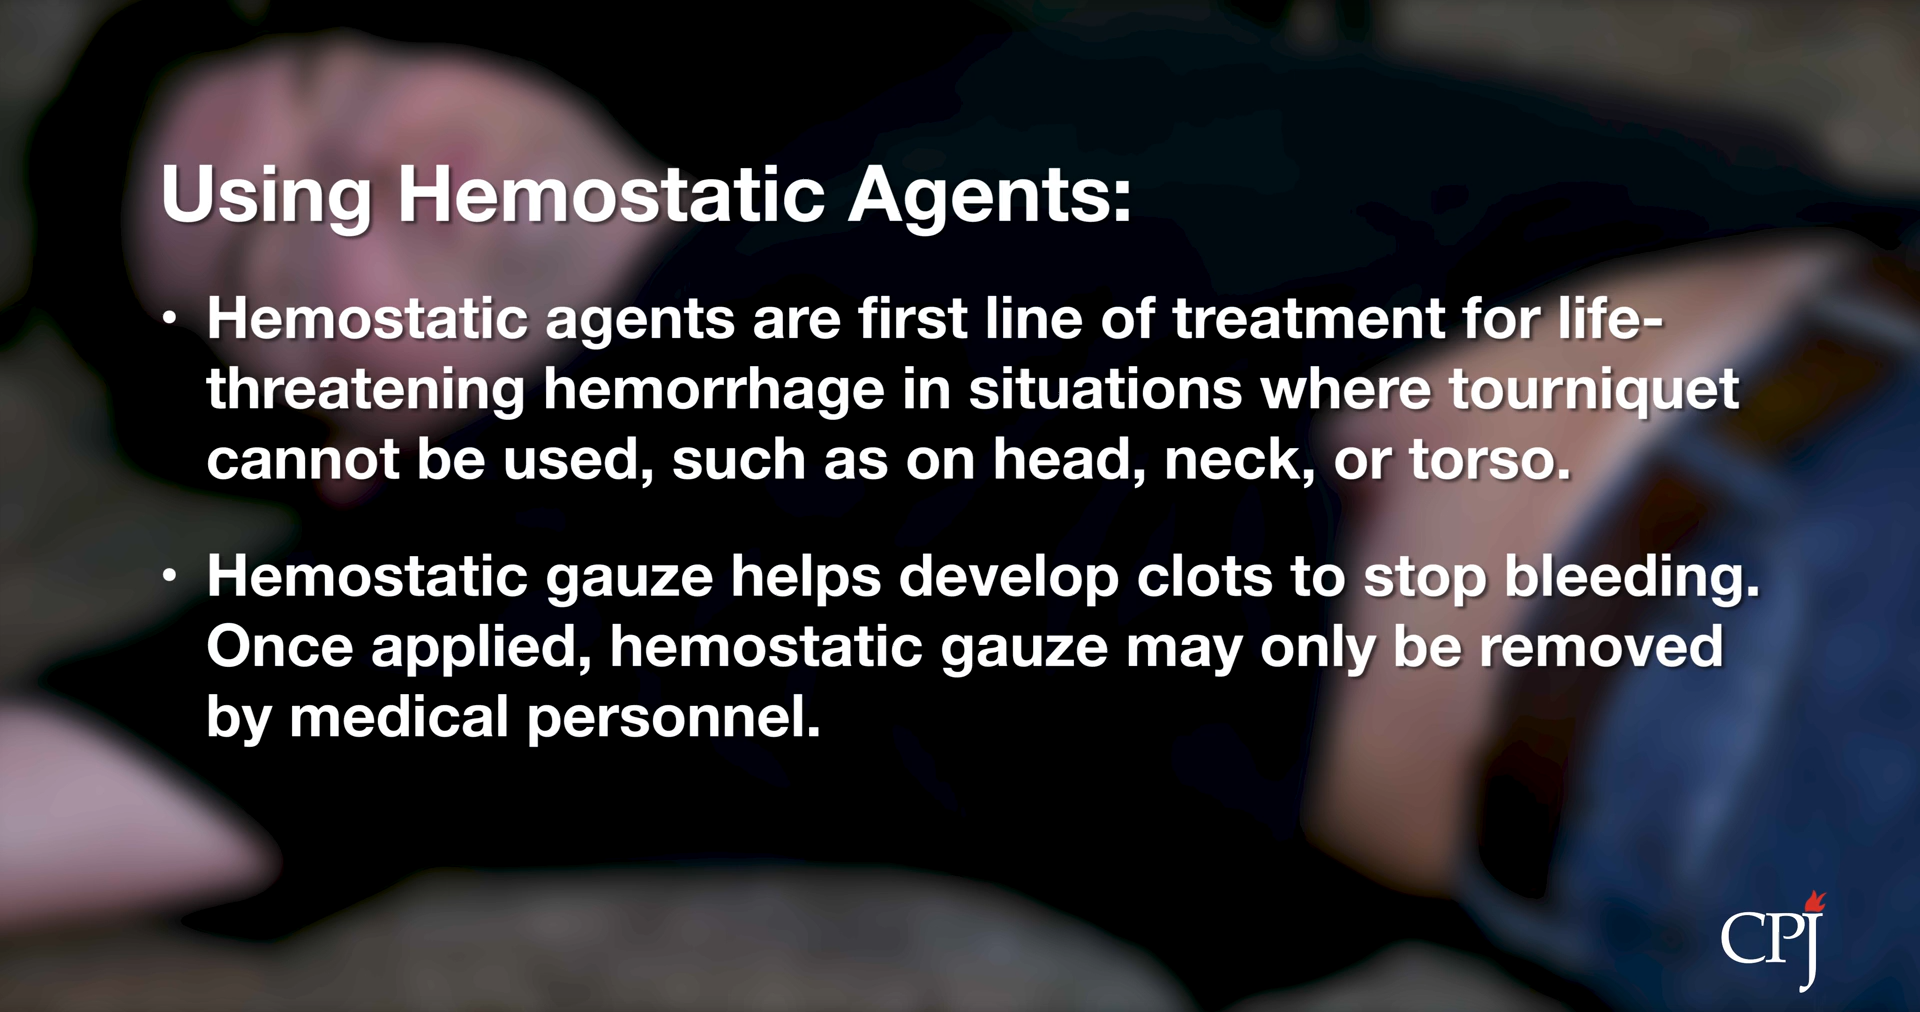 Using Hemostatic Agents:
• Hemostatic agents are first line of treatment for life-
threatening hemorrhage in situations where tourniquet
cannot be used, such as on head, neck, or torso.
• Hemostatic gauze helps develop clots to stop bleeding.
Once applied, hemostatic gauze may only be removed
by medical personnel.
CPJ